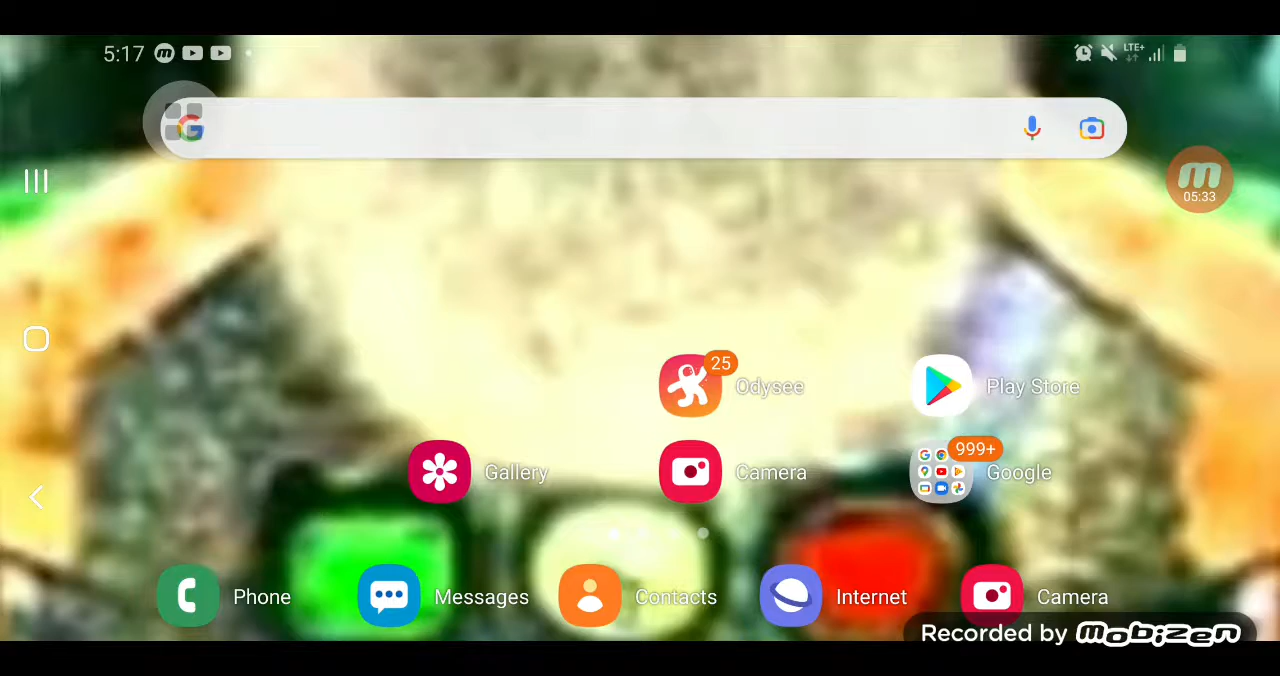 5:17
LTE+
05:33
25
Odysee
Play Store
Gallery
Camera
999+
Google
Phone
Messages
Contacts
Internet
Camera
Recorded by mobizen